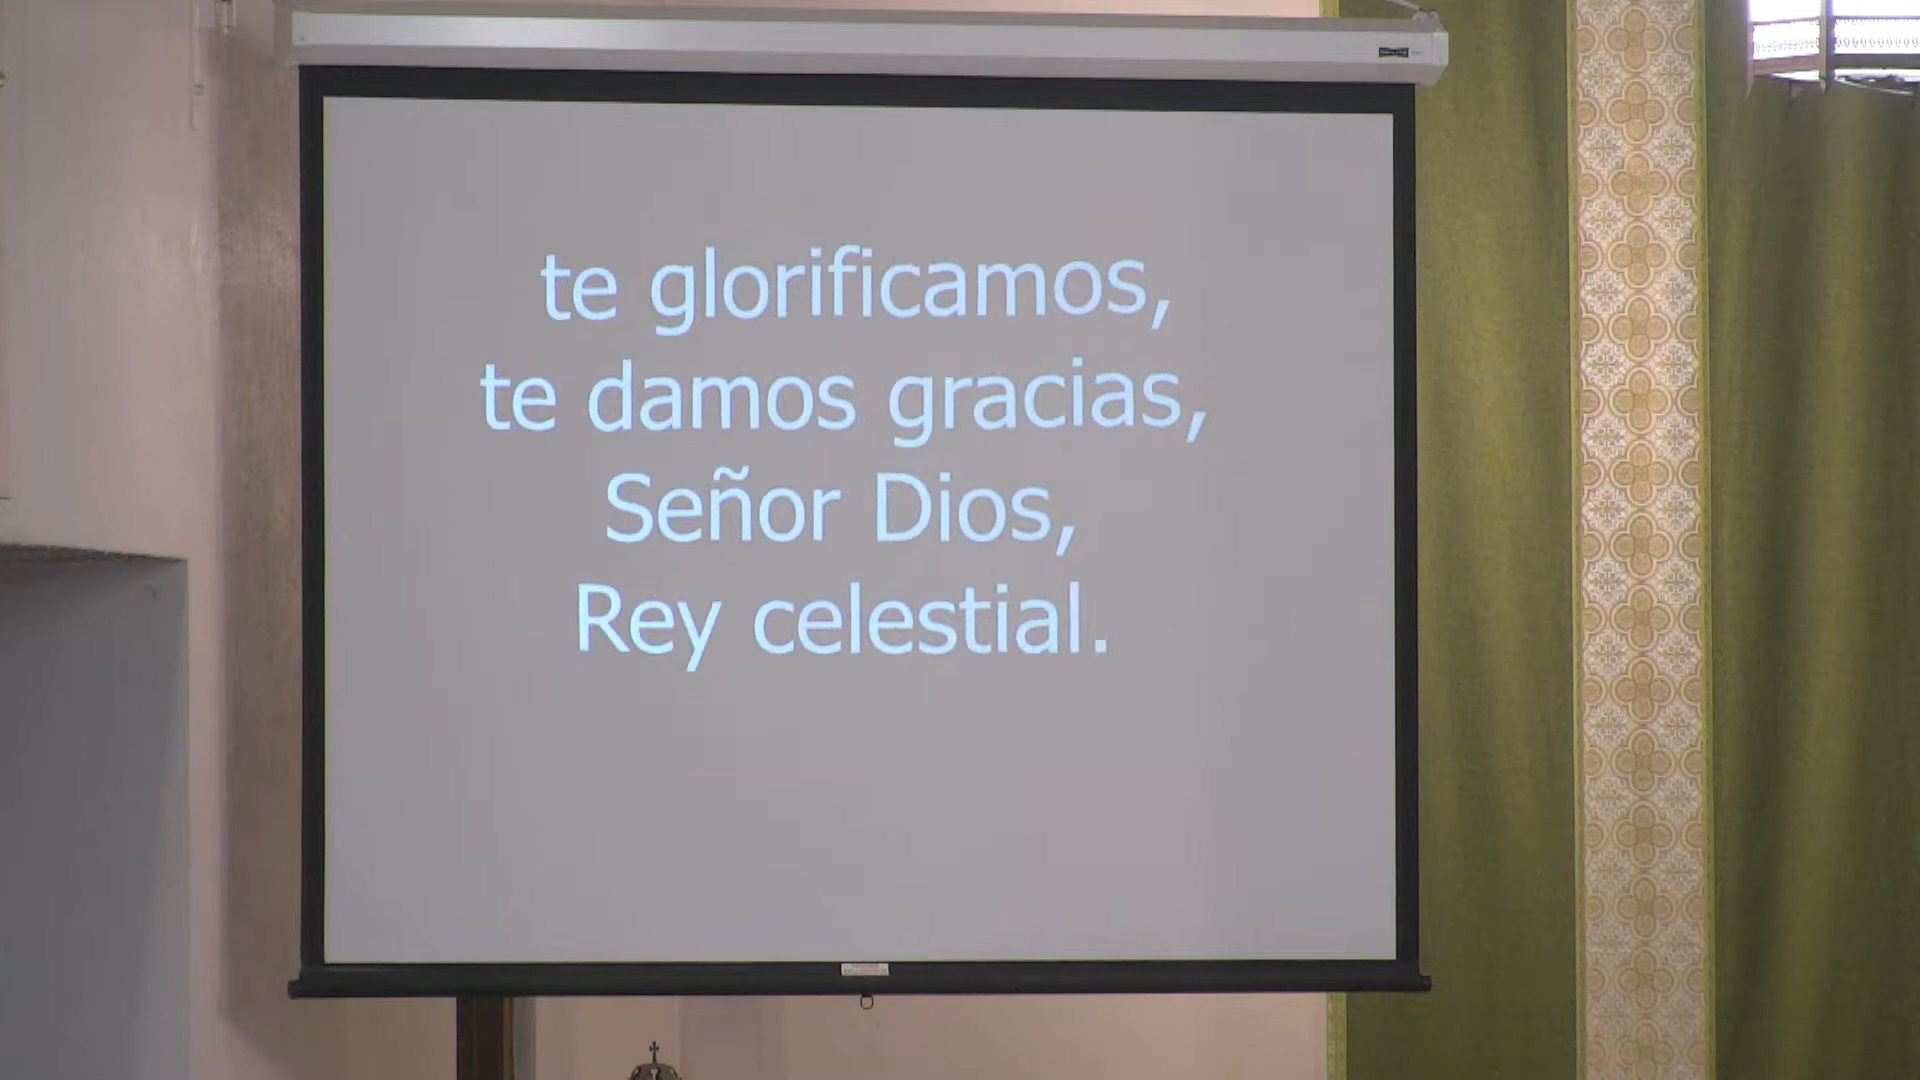 te glorificamos,
te damos gracias,
Señor Dios,
Rey celestial.